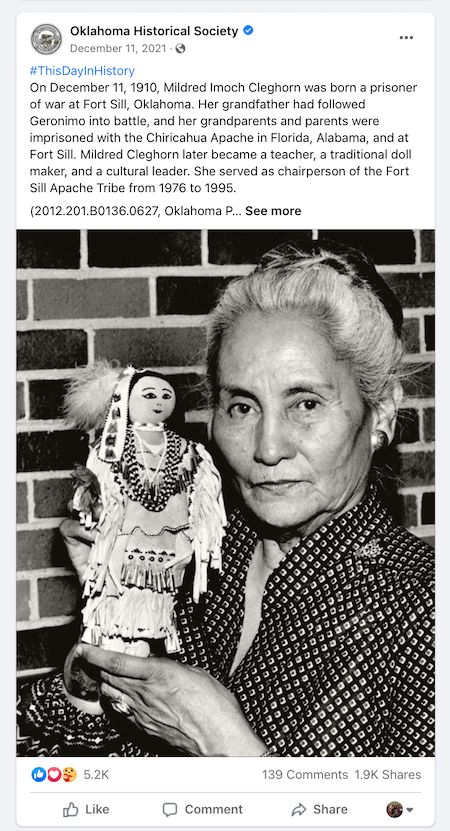 Oklahoma Historical Society
December 11, 2021 ·
#ThisDayInHistory
On December 11, 1910, Mildred Imoch Cleghorn was born a prisoner
of war at Fort Sill, Oklahoma. Her grandfather had followed
Geronimo into battle, and her grandparents and parents were
imprisoned with the Chiricahua Apache in Florida, Alabama, and at
Fort Sill. Mildred Cleghorn later became a teacher, a traditional doll
maker, and a cultural leader. She served as chairperson of the Fort
Sill Apache Tribe from 1976 to 1995.
(2012.201.B0136.0627, Oklahoma P... See more
5.2K 139 Comments 1.9K Shares
Like Comment Share